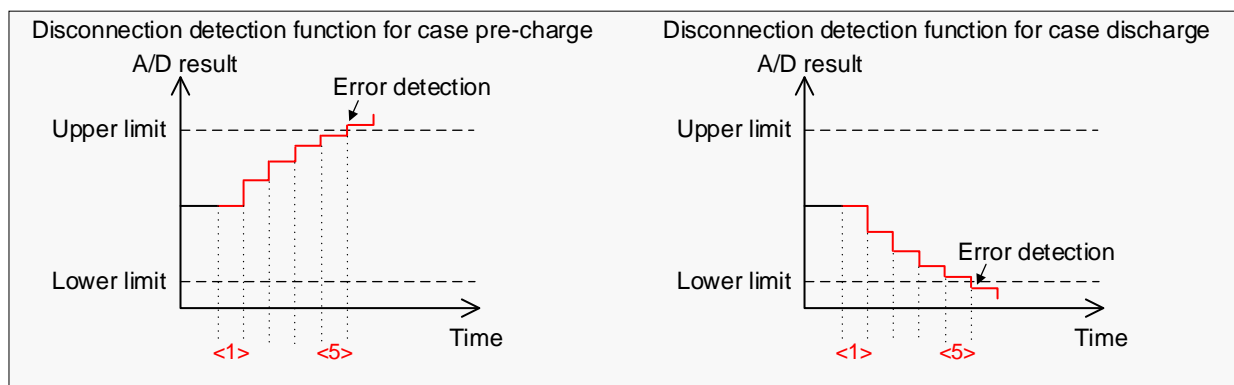 Disconnection detection function for case pre-charge
A/D result
Error detection
Upper limit
Lower limit
Time
<1>
<5>
Disconnection detection function for case discharge
A/D result
Upper limit
Error detection
Lower limit
Time
<1>
<5>